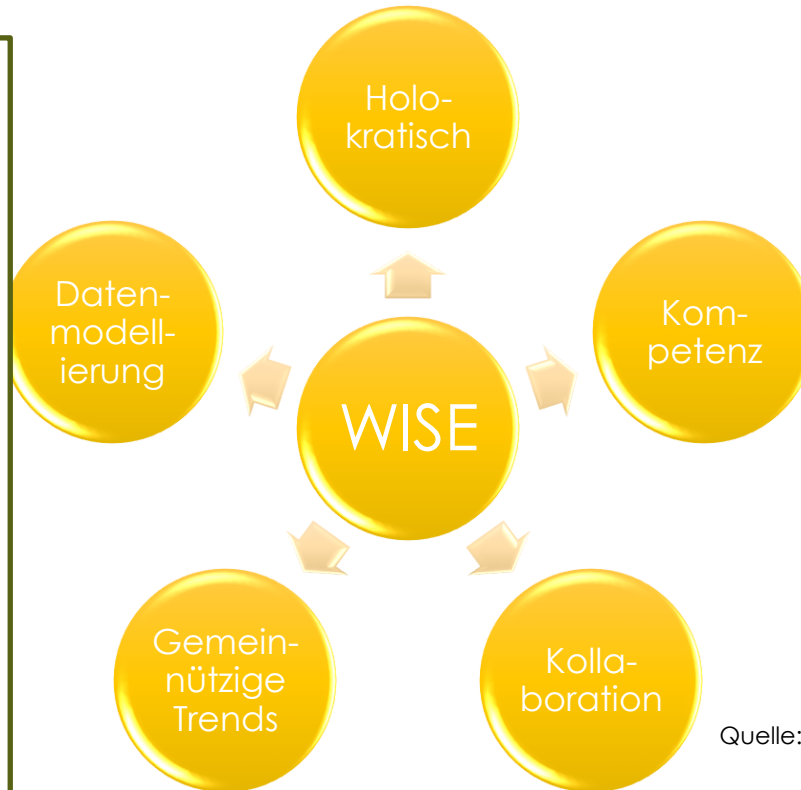 Holo-
kratisch
Daten-
modell-
ierung
Kom-
petenz
WISE
Gemein-
nützige
Trends
Kolla-
boration
Quelle: